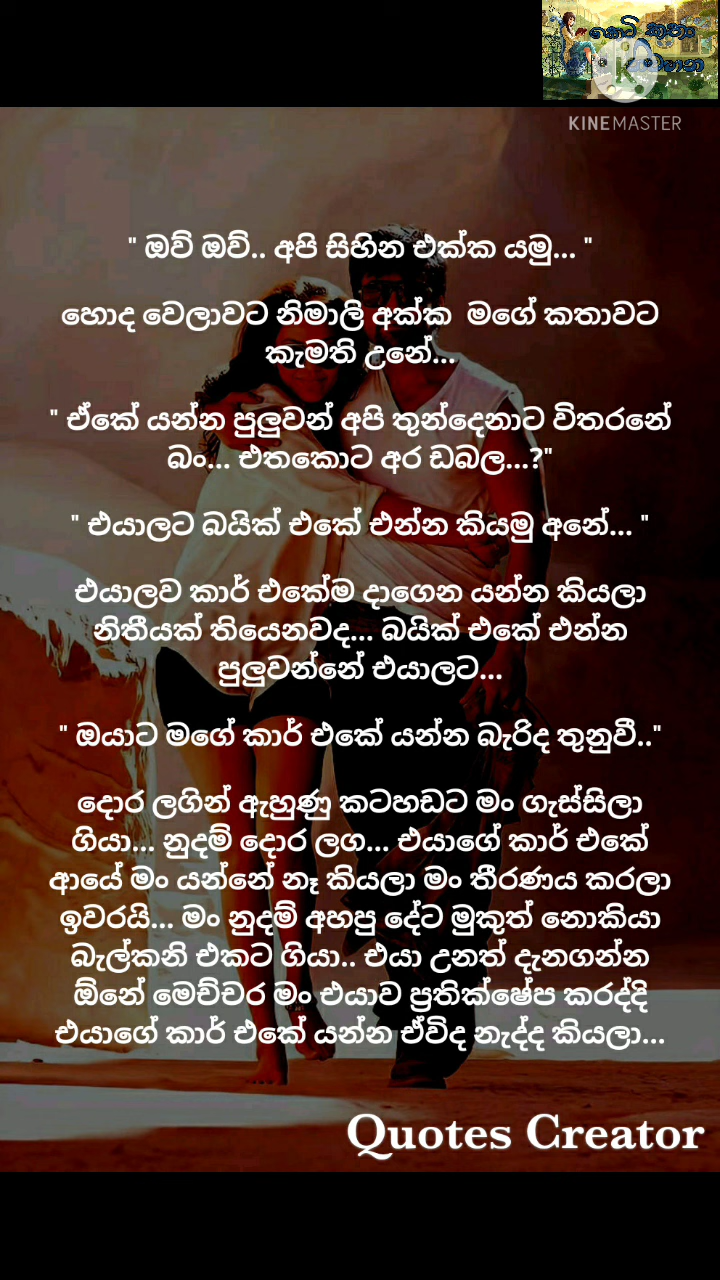 කොටි කතා
K
KINEMASTER
" ඔව් ඔව්.. අපි සිහින එක්ක යමු... "
හොද වෙලාවට නිමාලි අක්ක මගේ කතාවට
කැමති උනේ...
" ඒකේ යන්න පුලුවන් අපි තුන්දෙනාට විතරනේ
බං... එතකොට අර ඩබල...?"
" එයාලට බයික් එකේ එන්න කියමු අනේ... "
එයාලව කාර් එකේම දාගෙන යන්න කියලා
නිතීයක් තියෙනවද... බයික් එකේ එන්න
පුලුවන්නේ එයාලට...
" ඔයාට මගේ කාර් එකේ යන්න බැරිද තුනුවී.."
දොර ලගින් ඇහුණු කටහඩට මං ගැස්සිලා
ගියා... නුදම් දොර ලග... එයාගේ කාර් එකේ
ආයේ මං යන්නේ නෑ කියලා මං තීරණය කරලා
ඉවරයි... මං නුදම් අහපු දේට මුකුත් නොකියා
බැල්කනි එකට ගියා.. එයා උනත් දැනගන්න
ඕනේ මෙච්චර මං එයාව ප්‍රතික්ෂේප කරද්දි
එයාගේ කාර් එකේ යන්න ඒවිද නැද්ද කියලා...
Quotes Creator